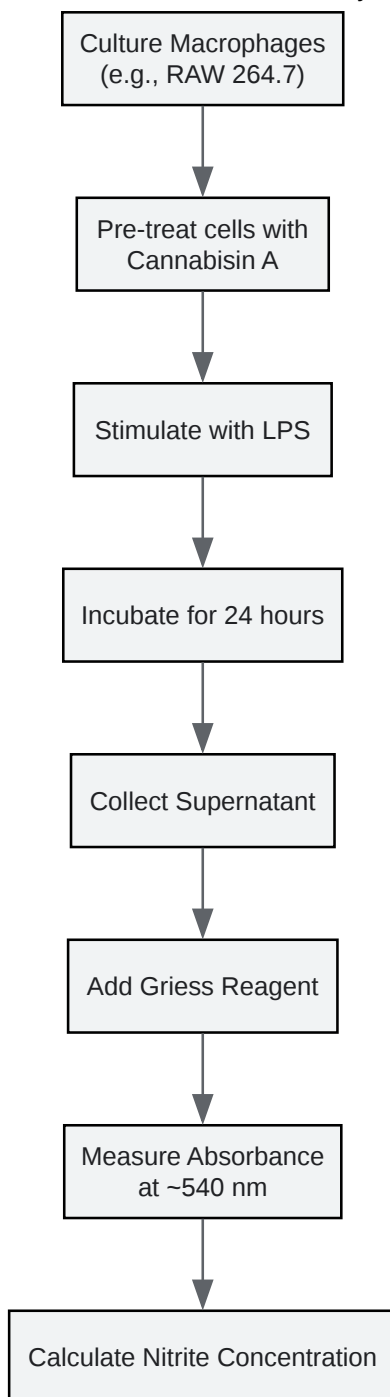 Culture Macrophages
(e.g., RAW 264.7)
Pre-treat cells with
Cannabisin A
Stimulate with LPS
Incubate for 24 hours
Collect Supernatant
Add Griess Reagent
Measure Absorbance
at ~540 nm
Calculate Nitrite Concentration